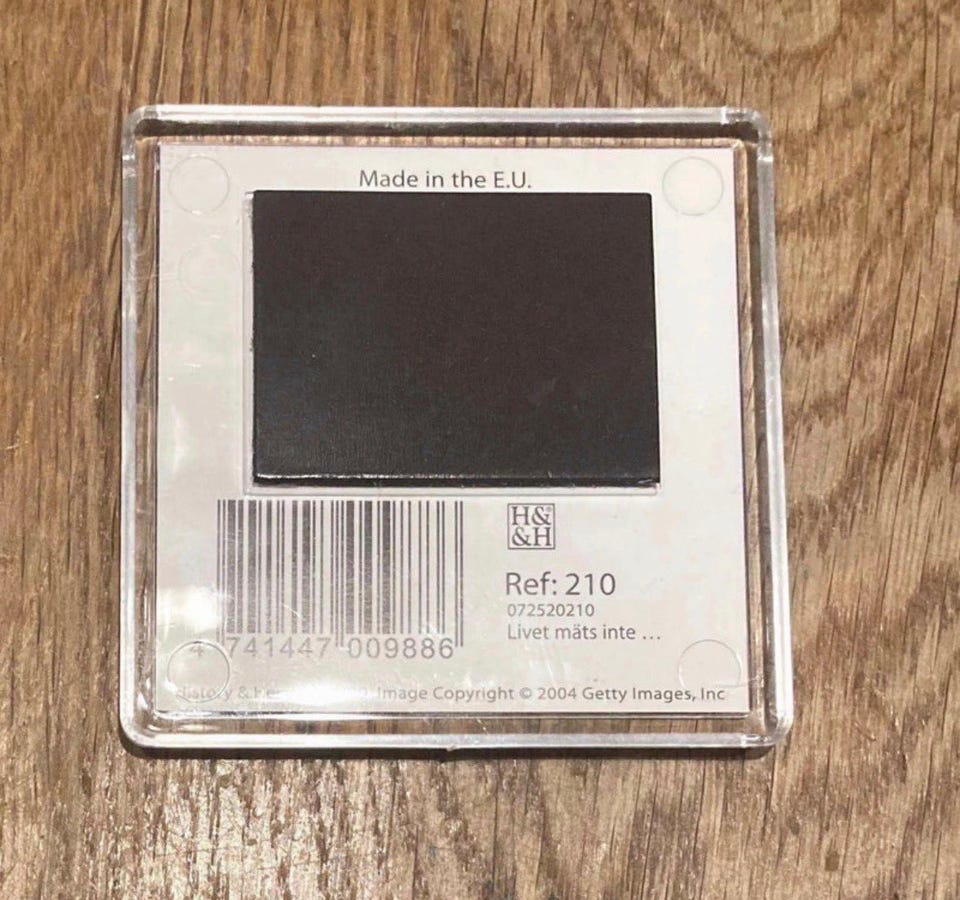 Made in the E.U.
H&
&H
Ref: 210
072520210
Livet mäts inte ...
4 741447 009886
Image Copyright © 2004 Getty Images, Inc